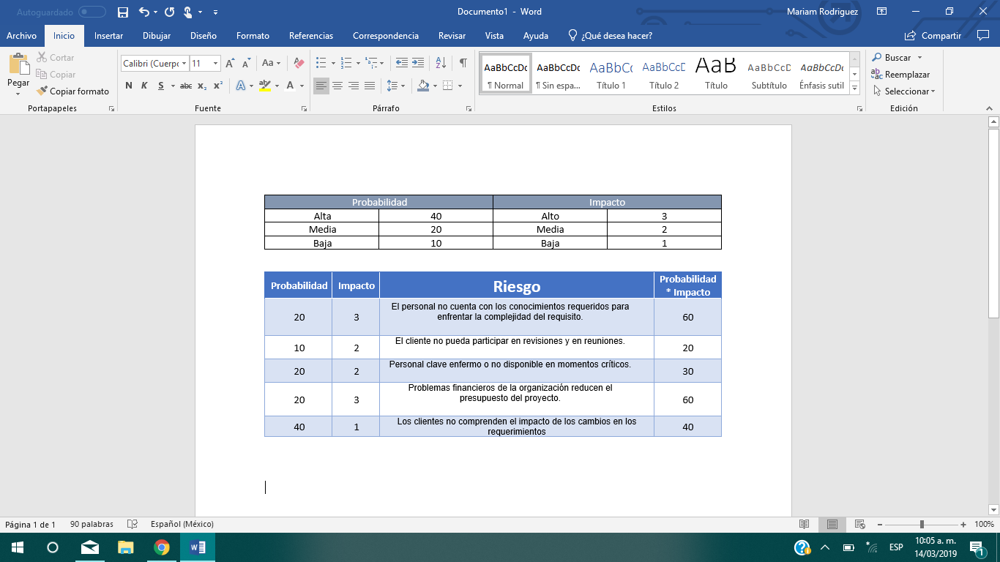 Autoguardado
Documento1 - Word
Mariam Rodriguez
Archivo Inicio Insertar Dibujar Diseño Formato Referencias Correspondencia Revisar Vista Ayuda ¿Qué desea hacer? Compartir
Pegar
Cortar
Copiar
Copiar formato
Portapapeles
Calibri (Cuerpo 11
Aa
N K S abc x₂ x² A ab A
Fuente
Párrafo
AaBbCcDc AaBbCcDc AaBbCc AaBbCcD AaB AaBbCcD AaBbCcDc
¶ Normal ¶ Sin espa... Título 1 Título 2 Título Subtítulo Énfasis sutil
Estilos
Buscar
Reemplazar
Seleccionar
Edición
Probabilidad Impacto
Alta 40 Alto 3
Media 20 Media 2
Baja 10 Baja 1
Probabilidad Impacto Riesgo Probabilidad
* Impacto
20 3 El personal no cuenta con los conocimientos requeridos para
enfrentar la complejidad del requisito. 60
10 2 El cliente no pueda participar en revisiones y en reuniones. 20
20 2 Personal clave enfermo o no disponible en momentos críticos. 30
20 3 Problemas financieros de la organización reducen el
presupuesto del proyecto. 60
40 1 Los clientes no comprenden el impacto de los cambios en los
requerimientos 40
Página 1 de 1 90 palabras Español (México) 100%
ESP
10:05 a. m.
14/03/2019
1